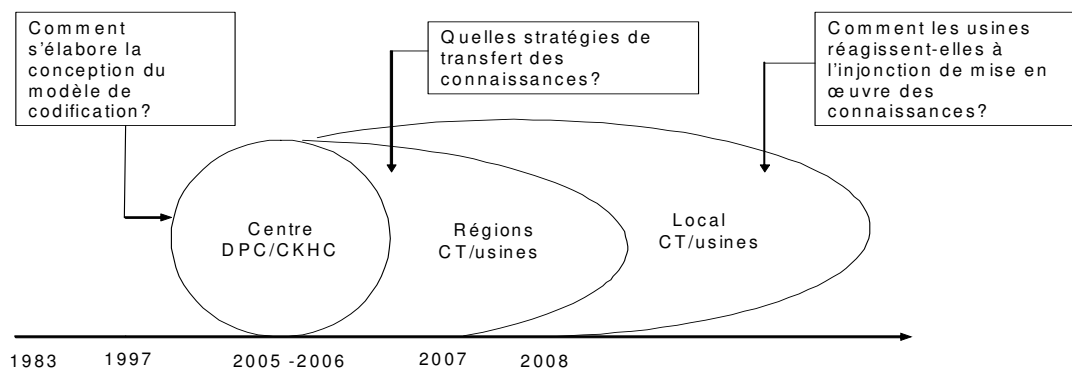 Comment
s'élabore la
conception du
modèle de
codification?
Quelles stratégies de
transfert des
connaissances?
Comment les usines
réagissent-elles à
l'injonction de mise en
œuvre des
connaissances?
Centre
DPC/CKHC
Régions
CT/usines
Local
CT/usines
1983
1997
2005 -2006
2007
2008